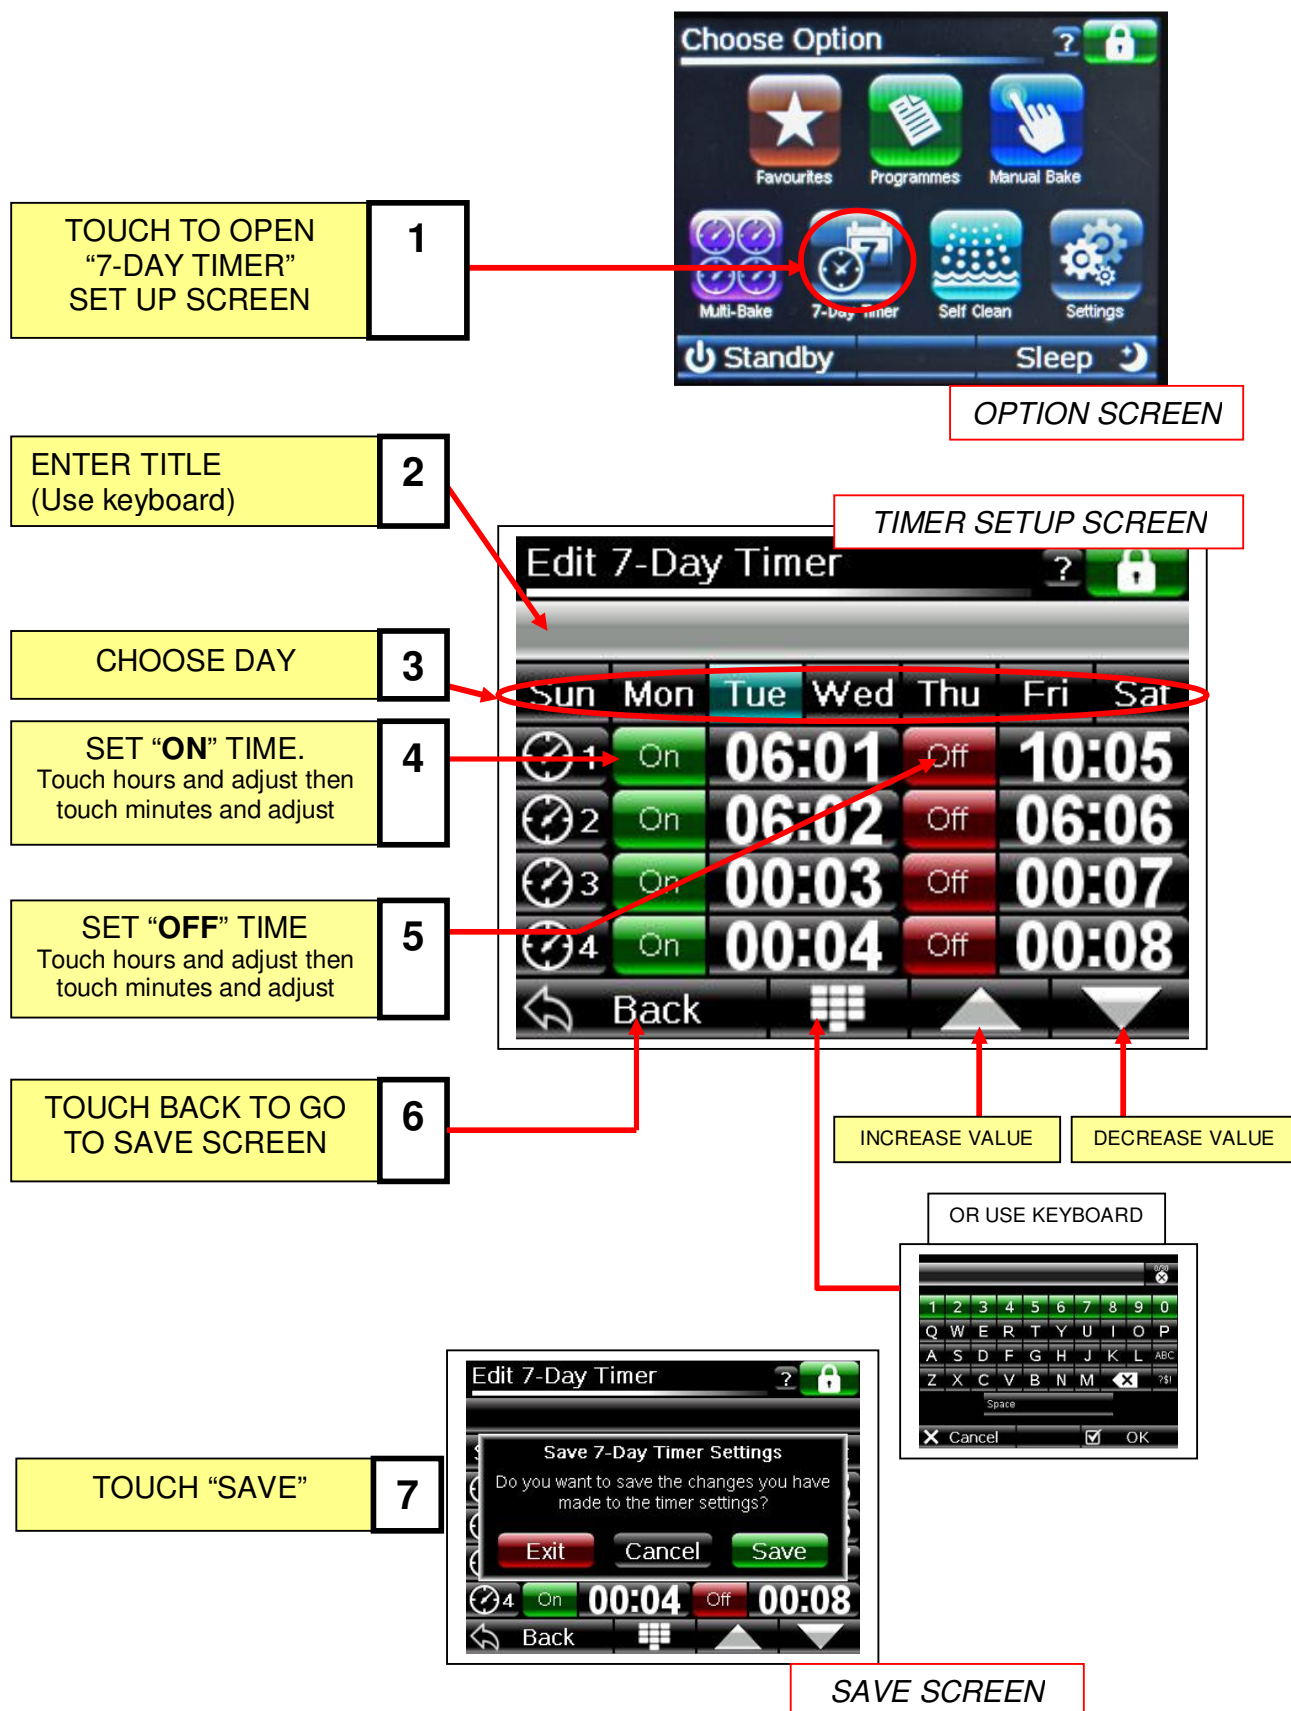 Choose Option
?
Favourites
Programmes
Manual Bake
TOUCH TO OPEN
“7-DAY TIMER”
SET UP SCREEN
1
7
Multi-Bake
7-Day Timer
Self Clean
Settings
Standby
Sleep
OPTION SCREEN
ENTER TITLE
(Use keyboard)
2
TIMER SETUP SCREEN
Edit 7-Day Timer
?
CHOOSE DAY
3
Sun Mon Tue Wed Thu Fri Sat
SET “ON” TIME.
Touch hours and adjust then
touch minutes and adjust
4
1 On 06:01 Off 10:05
2 On 06:02 Off 06:06
3 On 00:03 Off 00:07
SET “OFF” TIME
Touch hours and adjust then
touch minutes and adjust
5
4 On 00:04 Off 00:08
Back
TOUCH BACK TO GO
TO SAVE SCREEN
6
INCREASE VALUE
DECREASE VALUE
OR USE KEYBOARD
0/30
1 2 3 4 5 6 7 8 9 0
Q W E R T Y U I O P
A S D F G H J K L ABC
Z X C V B N M ?$!
Space
Cancel OK
Edit 7-Day Timer
?
Save 7-Day Timer Settings
Do you want to save the changes you have
made to the timer settings?
Exit Cancel Save
TOUCH “SAVE”
7
4 On 00:04 Off 00:08
Back
SAVE SCREEN